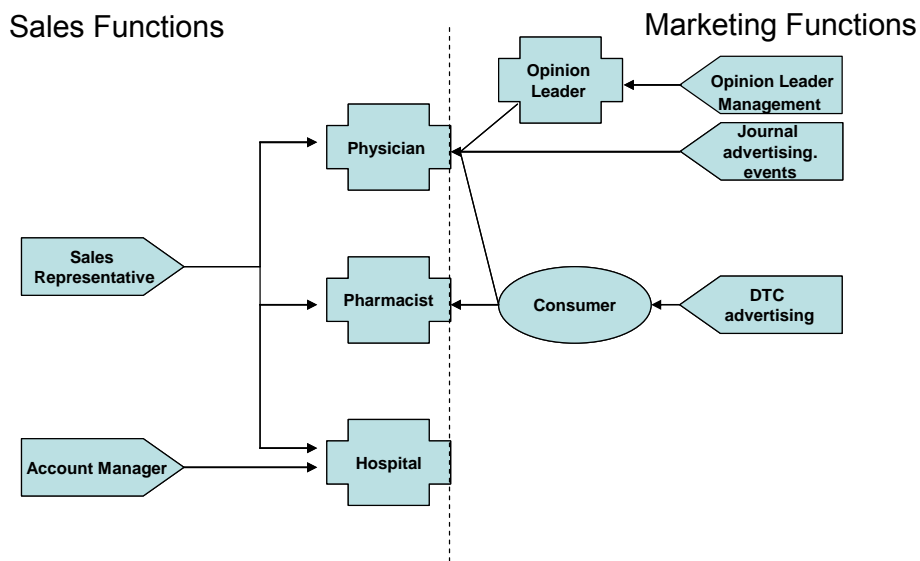 Sales Functions
Marketing Functions
Opinion
Leader
Opinion Leader
Management
Physician
Journal
advertising.
events
Sales
Representative
Pharmacist
Consumer
DTC
advertising
Account Manager
Hospital